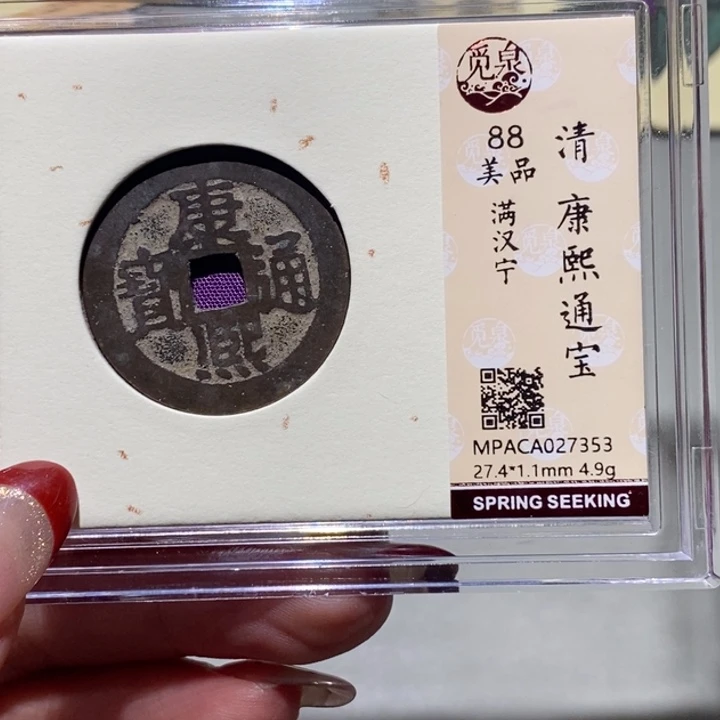 康熙通寳
觅泉
清 康熙通宝
88
美品
满汉宁
MPACA027353
27.4*1.1mm 4.9g
SPRING SEEKING